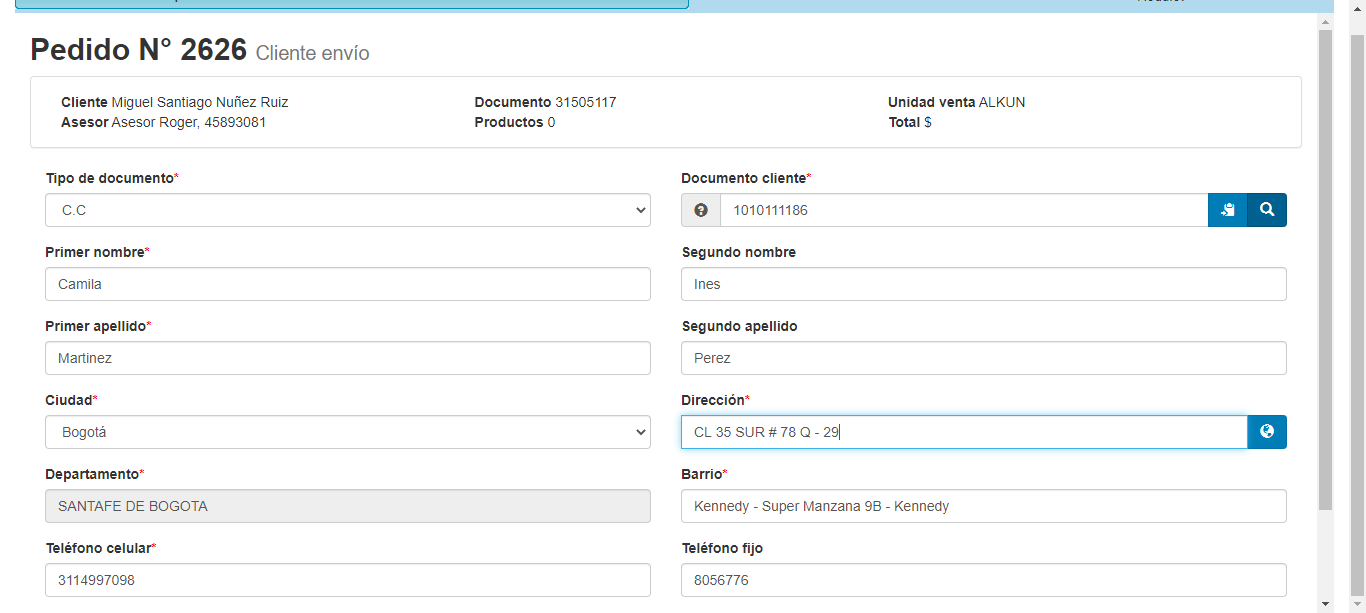 Pedido N° 2626 Cliente envío
Cliente Miguel Santiago Nuñez Ruiz Documento 31505117 Unidad venta ALKUN
Asesor Asesor Roger, 45893081 Productos 0 Total $
Tipo de documento* Documento cliente*
C.C 1010111186
Primer nombre* Segundo nombre
Camila Ines
Primer apellido* Segundo apellido
Martinez Perez
Ciudad* Dirección*
Bogotá CL 35 SUR # 78 Q - 29
Departamento* Barrio*
SANTAFE DE BOGOTA Kennedy - Super Manzana 9B - Kennedy
Teléfono celular* Teléfono fijo
3114997098 8056776